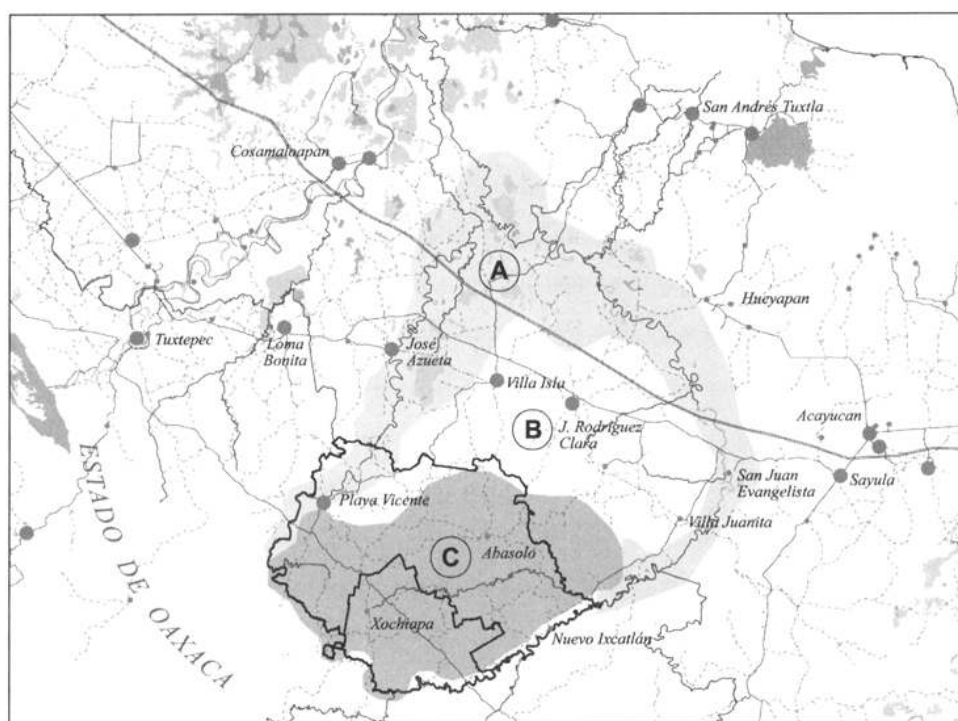 San Andrés Tuxtla
Cosamaloapan
A
Hueyapan
Tuxtepec
Loma
Bonita
José
Azueta
Villa Isla
B
J. Rodríguez
Clara
Acayucan
San Juan
Evangelista
Sayula
Playa Vicente
Villa Juanita
C
Abasolo
Xochiapa
Nuevo Ixcatlán
ESTADO DE OAXACA